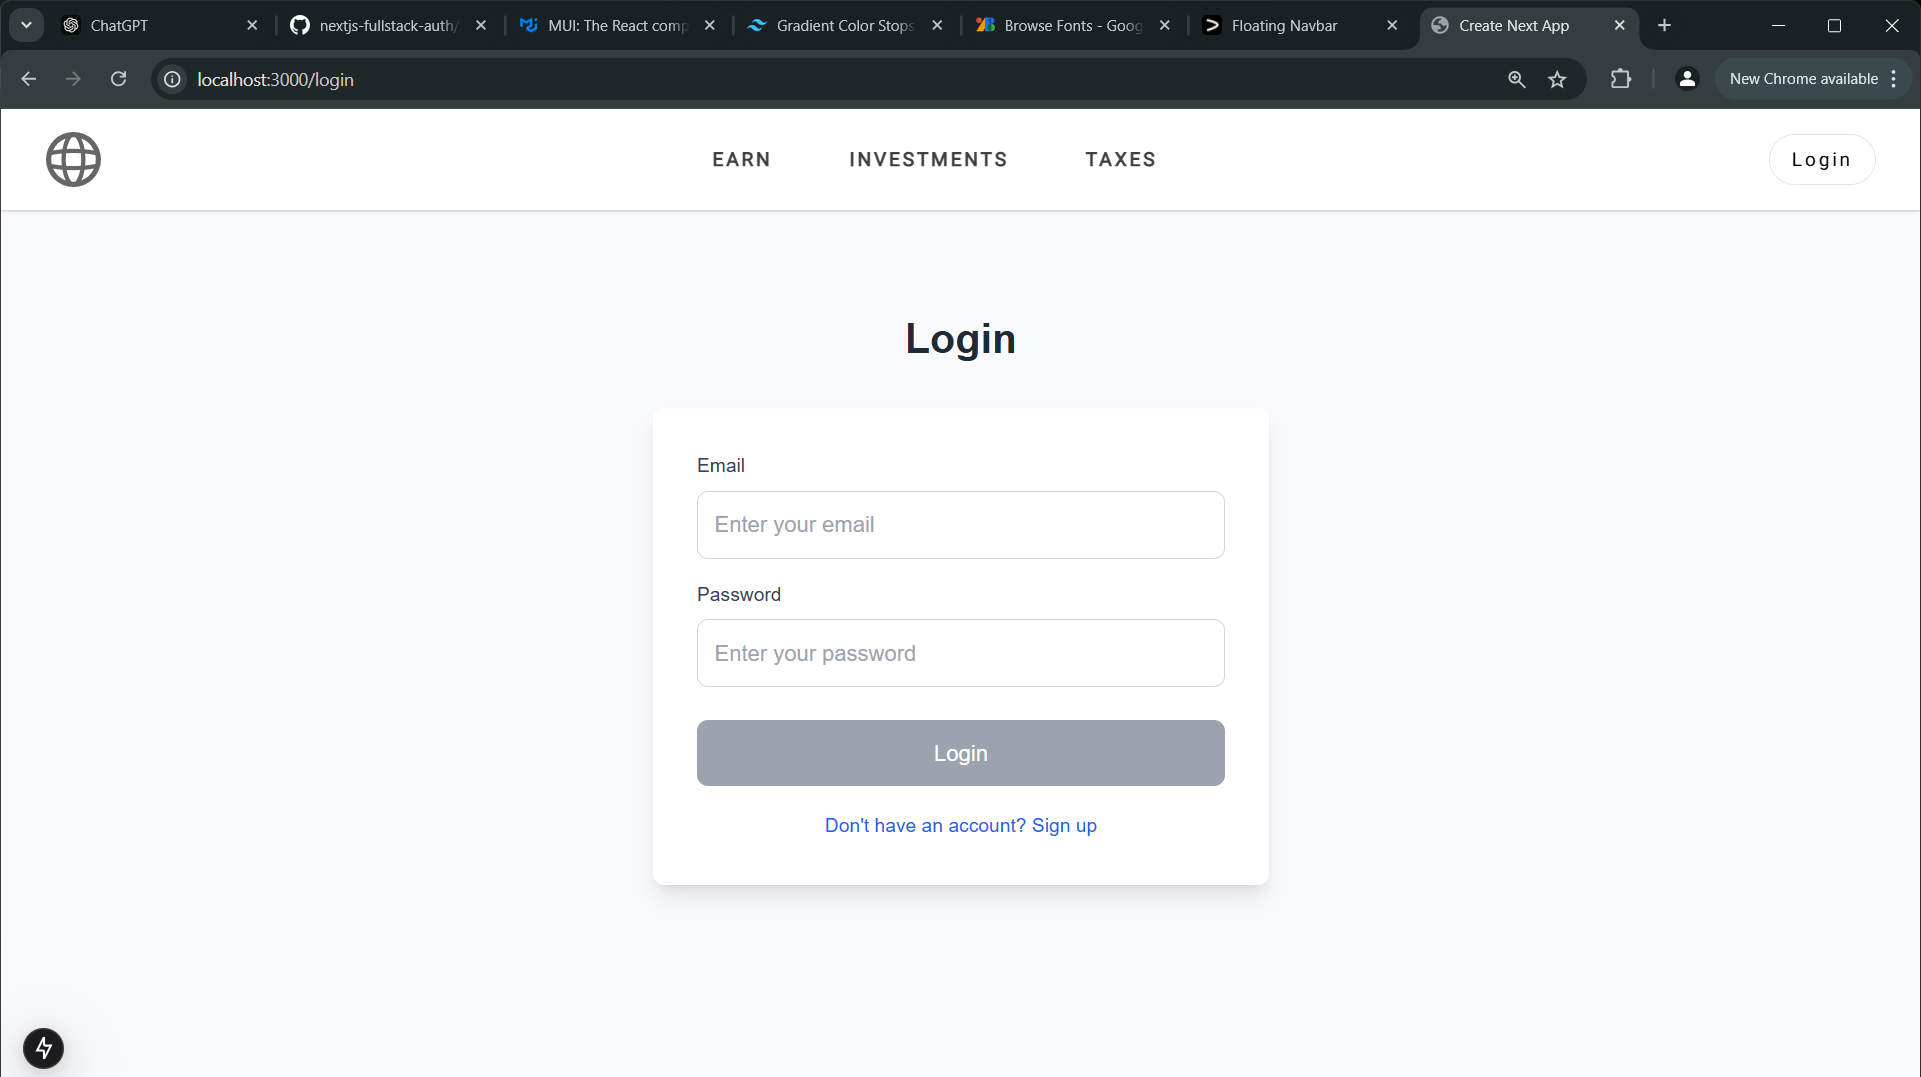 ChatGPT
nextjs-fullstack-auth/
MUI: The React comp
Gradient Color Stops
Browse Fonts - Goog
Floating Navbar
Create Next App
localhost:3000/login
New Chrome available
EARN
INVESTMENTS
TAXES
Login
Login
Email
Enter your email
Password
Enter your password
Login
Don't have an account? Sign up